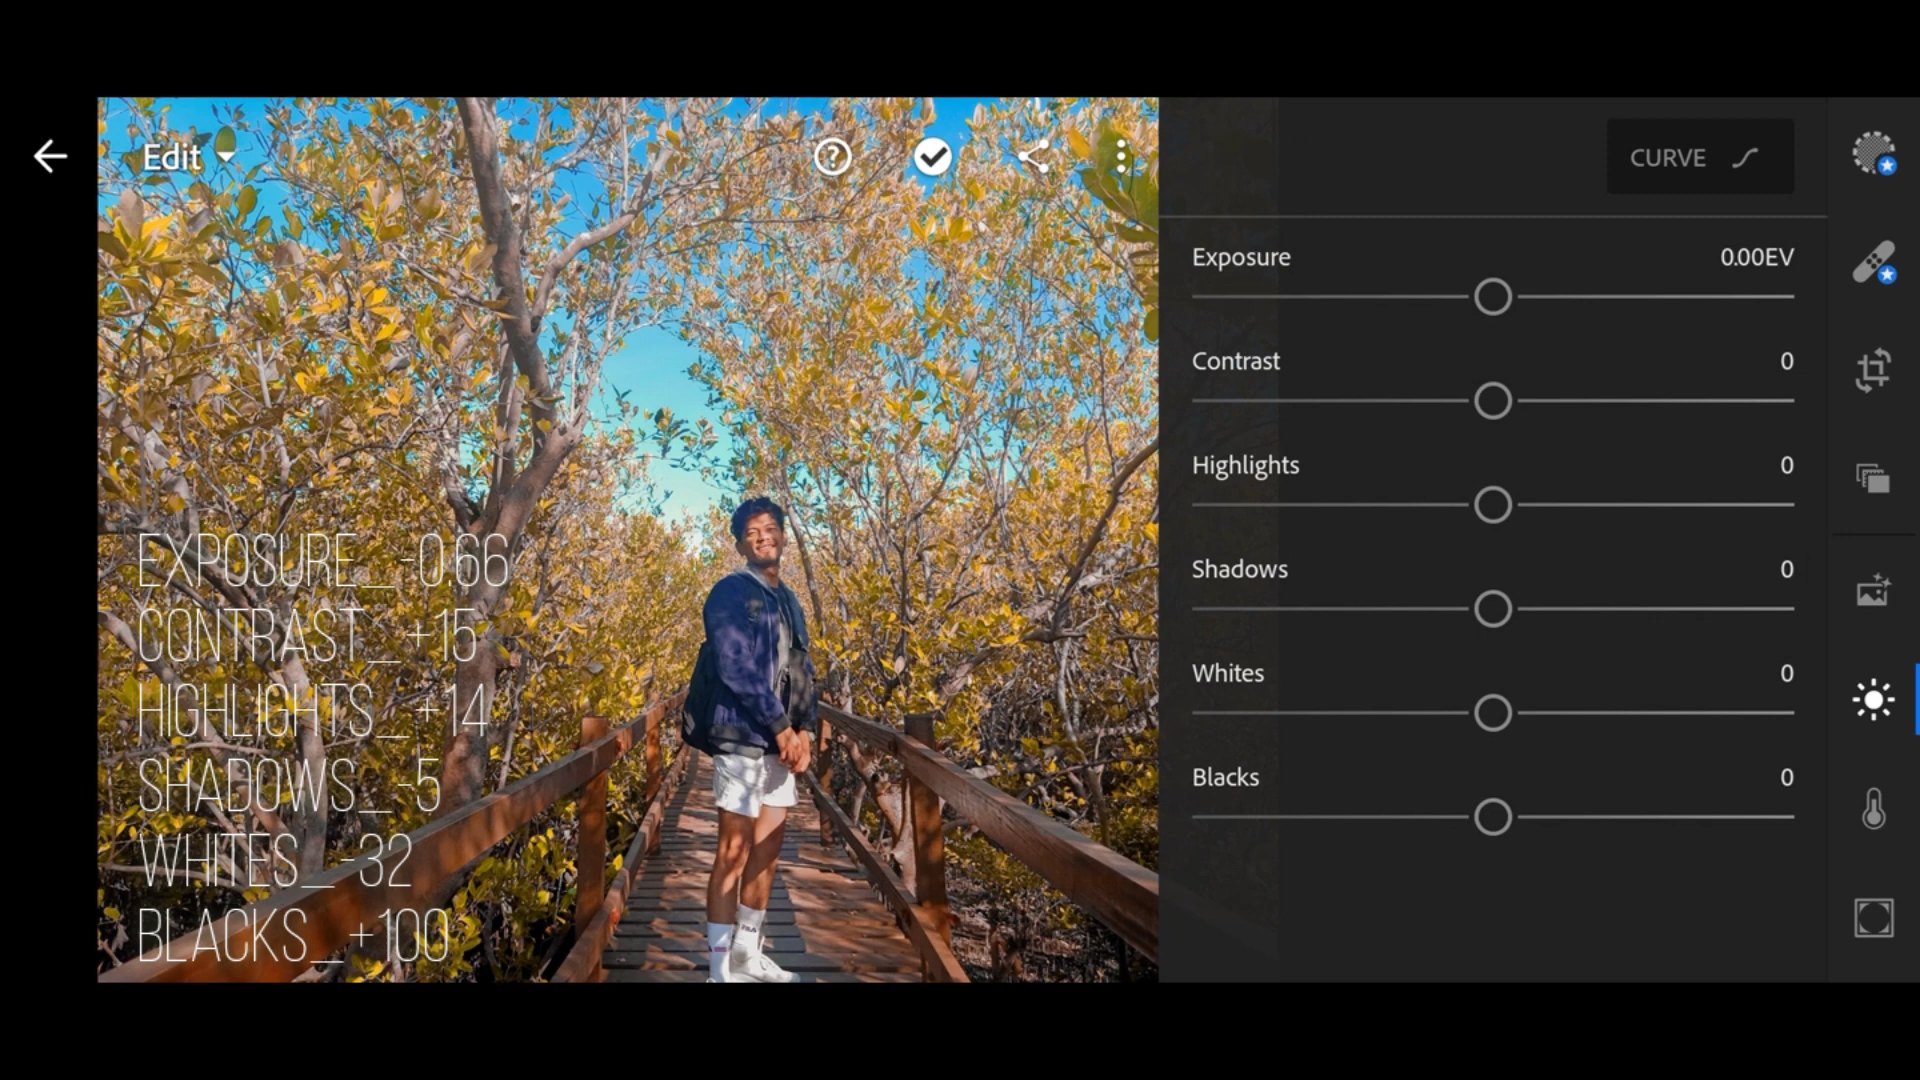 Edit
CURVE
Exposure 0.00EV
Contrast 0
Highlights 0
Shadows 0
Whites 0
Blacks 0
EXPOSURE_-0.66
CONTRAST_+15
HIGHLIGHTS_+14
SHADOWS_-5
WHITES_-32
BLACKS_+100
FILA